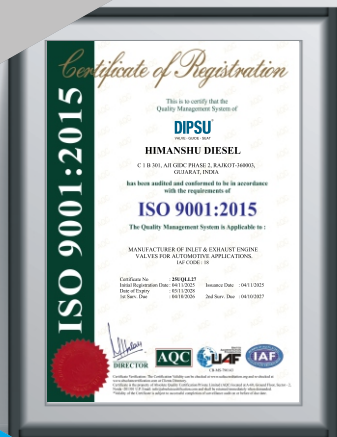 Certificate of Registration
This is to certify that the
Quality Management System of
DIPSU
VALVE - GUIDE - SEAT
HIMANSHU DIESEL
C 1 B 301, AJI GIDC PHASE 2, RAJKOT-360003,
GUJARAT, INDIA
has been audited and conformed to be in accordance
with the requirements of
ISO 9001:2015
The Quality Management System is Applicable to :
MANUFACTURER OF INLET & EXHAUST ENGINE
VALVES FOR AUTOMOTIVE APPLICATIONS.
IAF CODE : 18
Certificate No :
Initial Registration Date : 04/11/2025 Issuance Date : 04/11/2025
Date of Expiry : 03/11/2028
1st Surv. Due : 04/10/2026 2nd Surv. Due : 04/10/2027
DIRECTOR
AQC
UAF
IAF
ISO 9001:2015